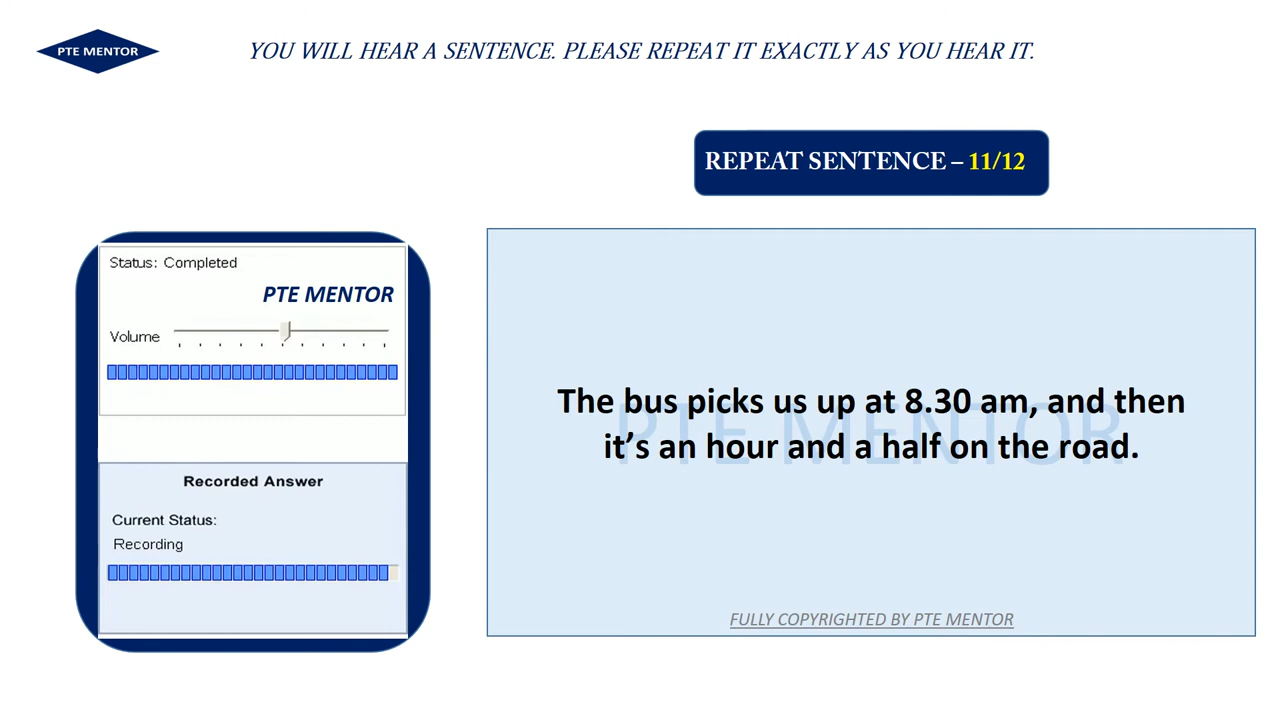 PTE MENTOR
YOU WILL HEAR A SENTENCE. PLEASE REPEAT IT EXACTLY AS YOU HEAR IT.
REPEAT SENTENCE – 11/12
Status: Completed
PTE MENTOR
Volume
Recorded Answer
Current Status:
Recording
PTE MENTOR
The bus picks us up at 8.30 am, and then
it’s an hour and a half on the road.
FULLY COPYRIGHTED BY PTE MENTOR